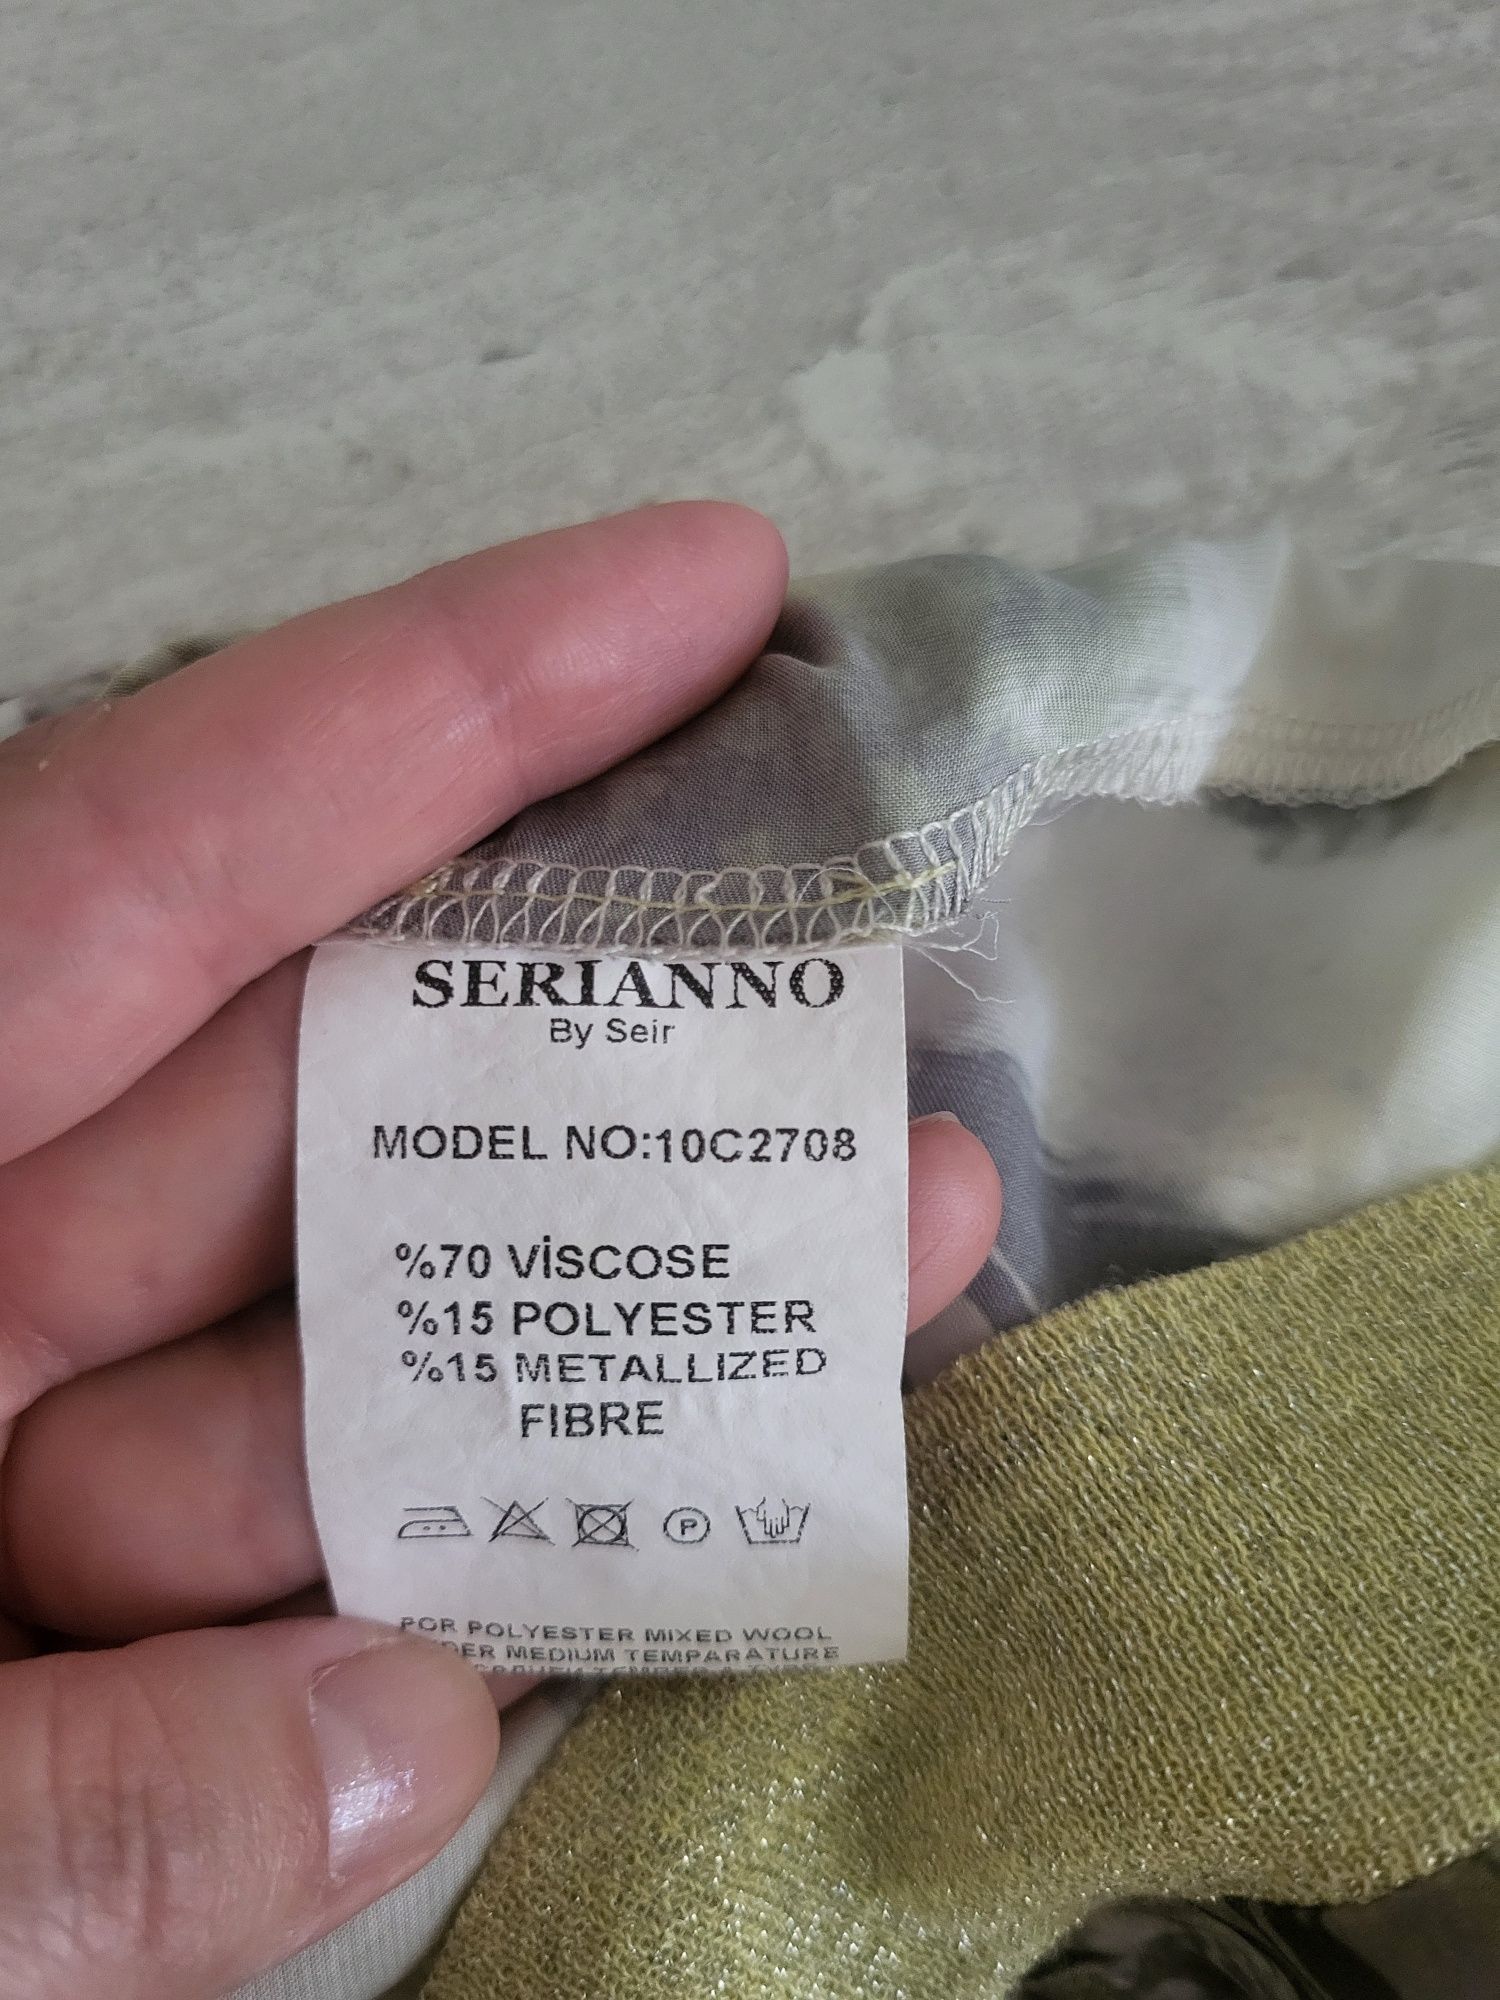 SERIANNO
By Seir
MODEL NO:10C2708
%70 VİSCOSE
%15 POLYESTER
%15 METALLIZED
FIBRE
P
POR POLYESTER MIXED WOOL
MEDIUM TEMPARATURE